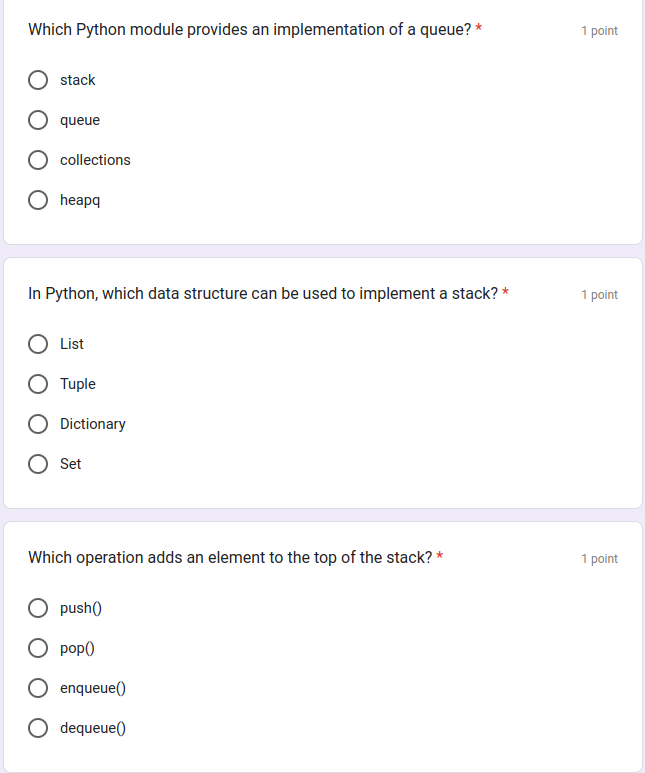 Which Python module provides an implementation of a queue? * 1 point
stack
queue
collections
heapq
In Python, which data structure can be used to implement a stack? * 1 point
List
Tuple
Dictionary
Set
Which operation adds an element to the top of the stack? * 1 point
push()
pop()
enqueue()
dequeue()